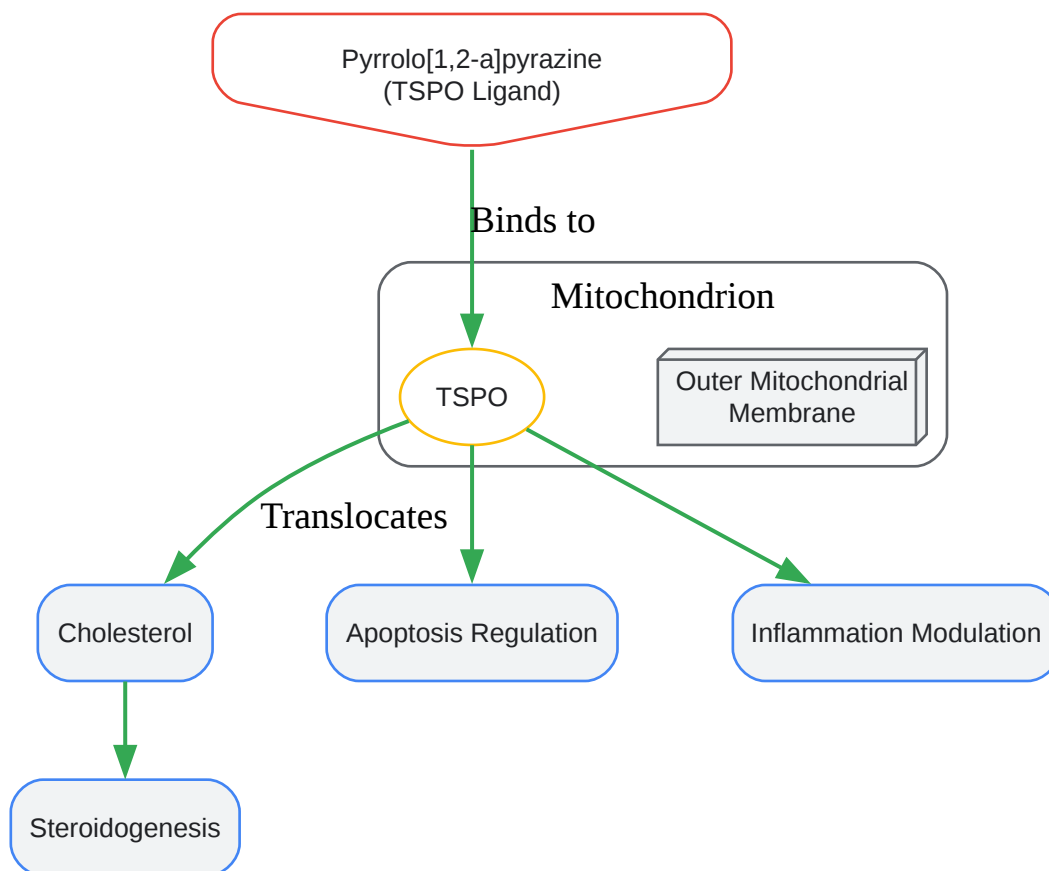 Pyrrolo[1,2-a]pyrazine
(TSPO Ligand)
Binds to
Mitochondrion
TSPO
Outer Mitochondrial
Membrane
Translocates
Cholesterol
Apoptosis Regulation
Inflammation Modulation
Steroidogenesis